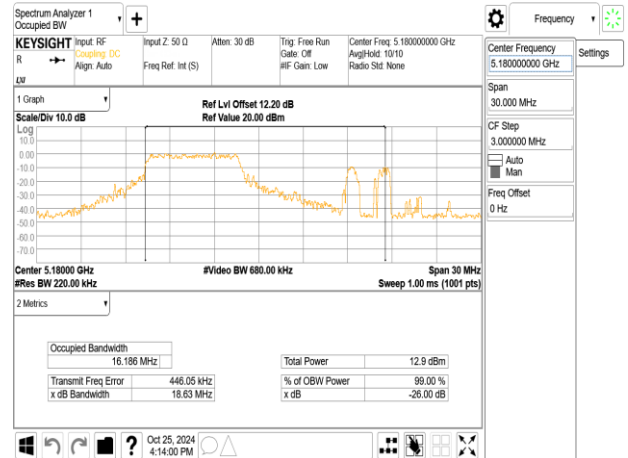 Spectrum Analyzer 1
Occupied BW
Frequency
KEYSIGHT
R
LXI
Input: RF
Coupling: DC
Align: Auto
Input Z: 50 Ω
Freq Ref: Int (S)
Atten: 30 dB
Trig: Free Run
Gate: Off
#IF Gain: Low
Center Freq: 5.180000000 GHz
Avg|Hold: 10/10
Radio Std: None
Center Frequency
5.180000000 GHz
Settings
Span
30.000 MHz
CF Step
3.000000 MHz
Auto
Man
Freq Offset
0 Hz
1 Graph
Scale/Div 10.0 dB
Ref Lvl Offset 12.20 dB
Ref Value 20.00 dBm
Log
10.0
0.00
-10.0
-20.0
-30.0
-40.0
-50.0
-60.0
-70.0
Center 5.18000 GHz
#Res BW 220.00 kHz
#Video BW 680.00 kHz
Span 30 MHz
Sweep 1.00 ms (1001 pts)
2 Metrics
Occupied Bandwidth
16.186 MHz
Total Power 12.9 dBm
Transmit Freq Error 446.05 kHz
% of OBW Power 99.00 %
x dB Bandwidth 18.63 MHz
x dB -26.00 dB
?
Oct 25, 2024
4:14:00 PM